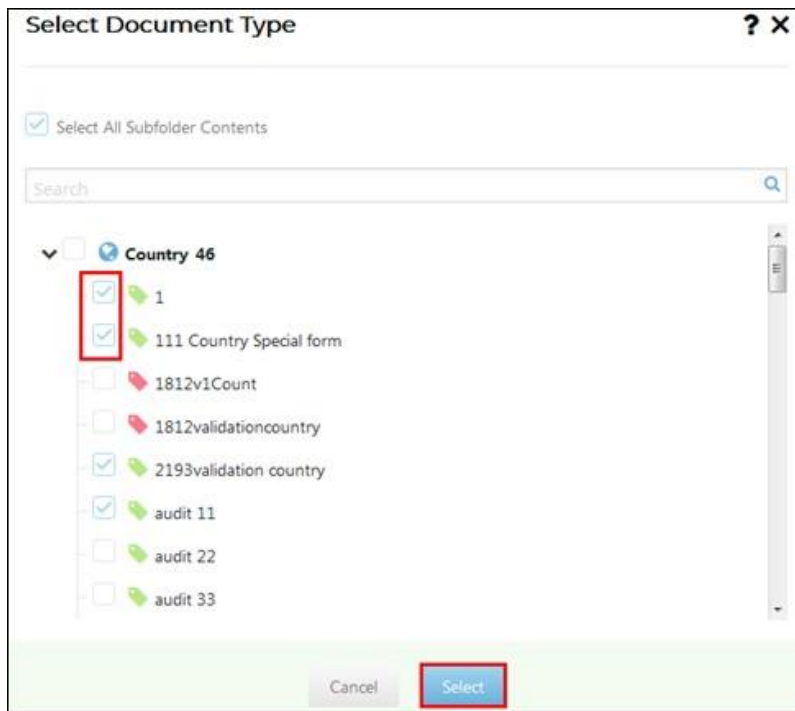 Select Document Type
? X
Select All Subfolder Contents
Search
Country 46
1
111 Country Special form
1812v1Count
1812validationcountry
2193validation country
audit 11
audit 22
audit 33
Cancel Select